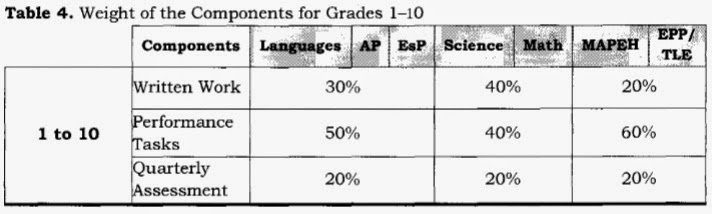 Table 4. Weight of the Components for Grades 1–10
Components Languages AP EsP Science Math MAPEH EPP/
TLE
1 to 10
Written Work 30% 40% 20%
Performance
Tasks 50% 40% 60%
Quarterly
Assessment 20% 20% 20%